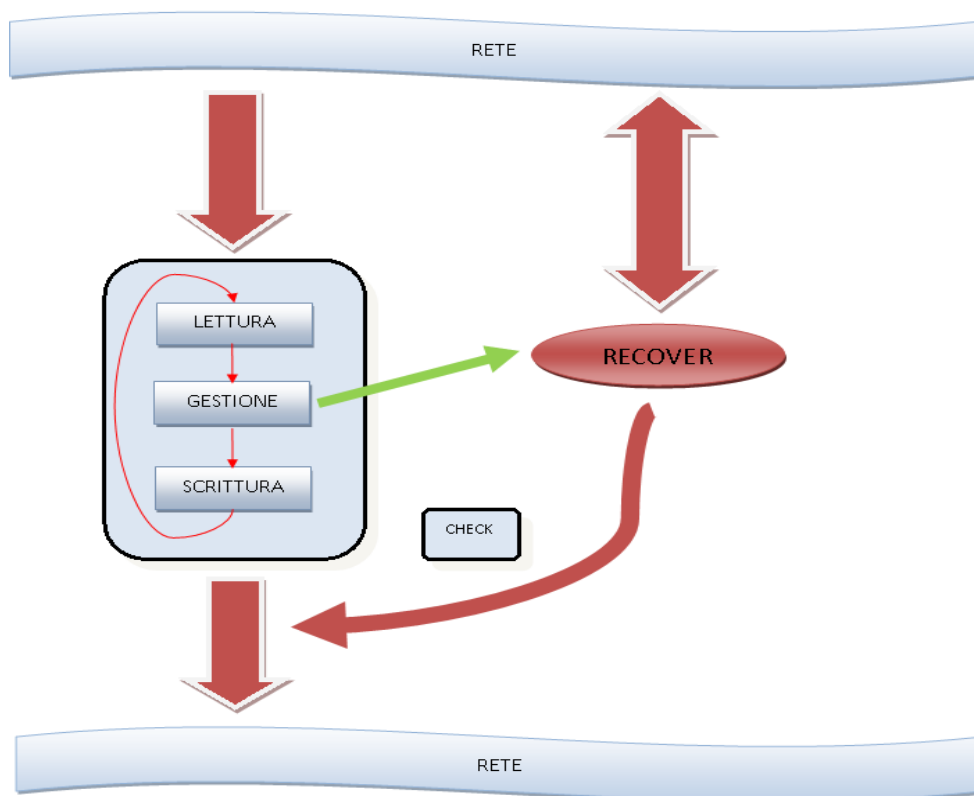 RETE
LETTURA
RECOVER
GESTIONE
SCRITTURA
CHECK
RETE